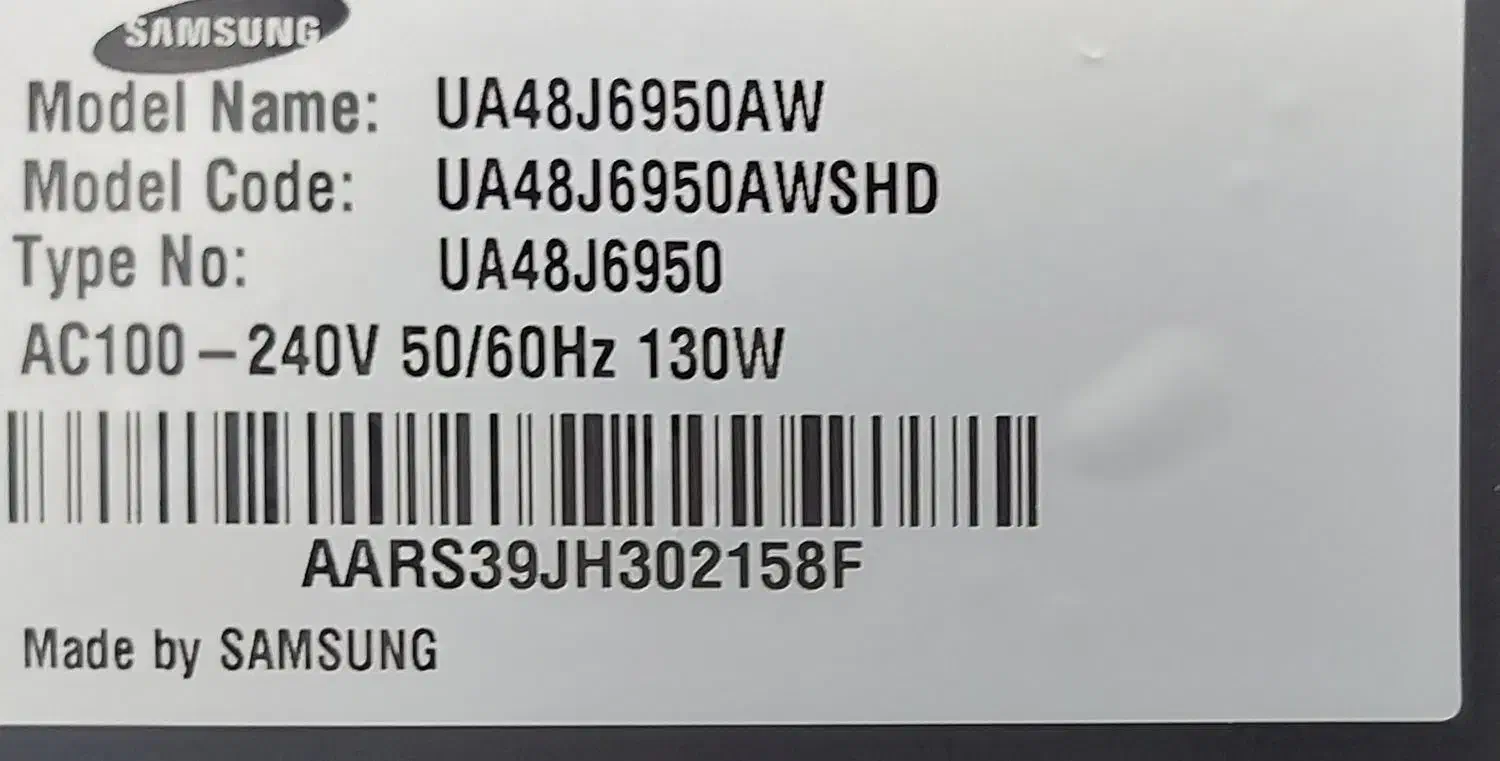 SAMSUNG
Model Name: UA48J6950AW
Model Code: UA48J6950AWSHD
Type No: UA48J6950
AC100-240V 50/60Hz 130W
AARS39JH302158F
Made by SAMSUNG